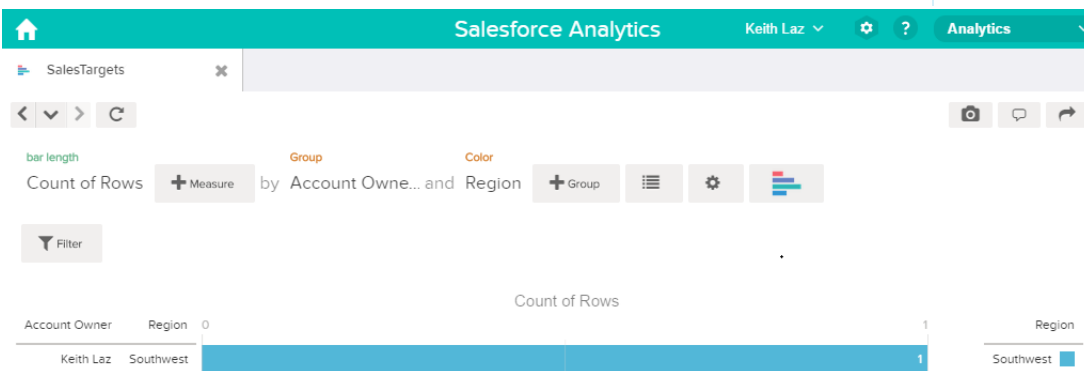 Salesforce Analytics Keith Laz ? Analytics
SalesTargets
bar length Group Color
Count of Rows + Measure by Account Owne... and Region + Group
Filter
Count of Rows
Account Owner Region 0 1 Region
Keith Laz Southwest 1 Southwest